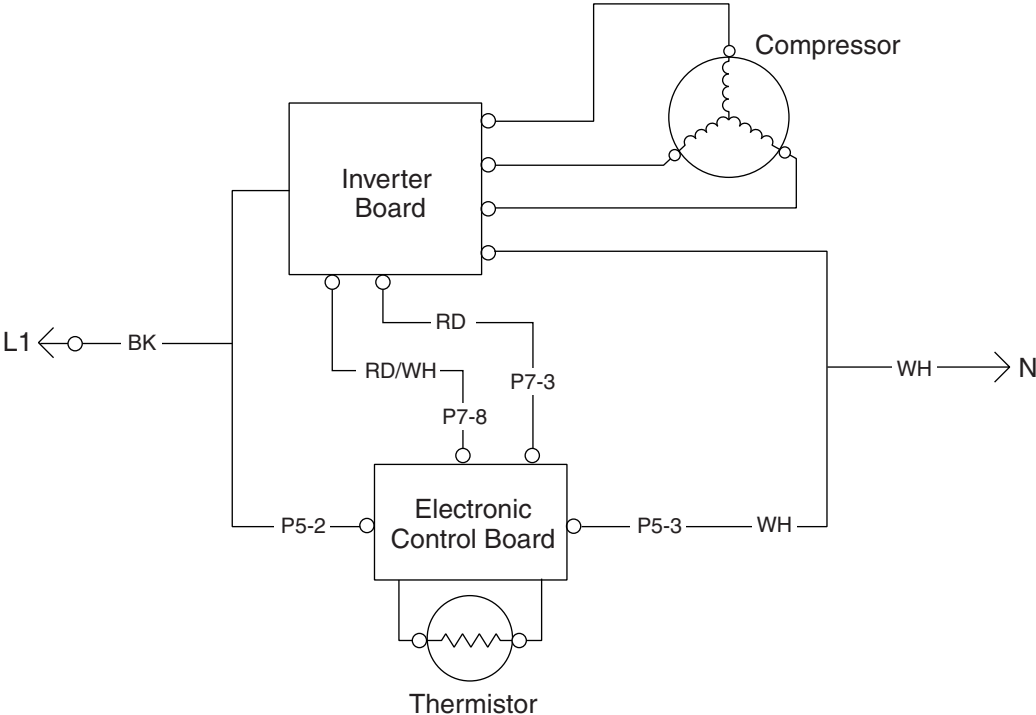 Compressor
Inverter
Board
RD
L1
BK
RD/WH
P7-3
WH
N
P7-8
Electronic
Control Board
P5-2
P5-3
WH
Thermistor